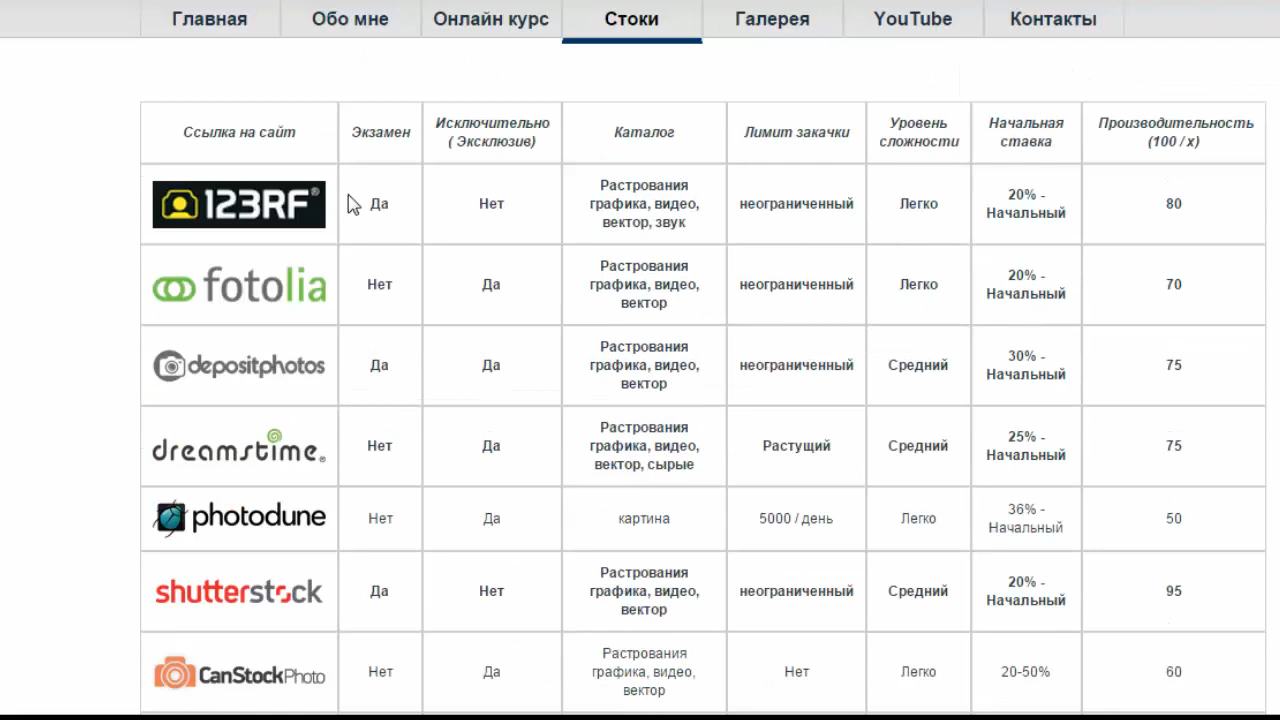 Главная Обо мне Онлайн курс Стоки Галерея YouTube Контакты
Ссылка на сайт Экзамен Исключительно ( Эксклюзив) Каталог Лимит закачки Уровень сложности Начальная ставка Производительность (100 / x)
123RF® Да Нет Растрования графика, видео, вектор, звук неограниченный Легко 20% - Начальный 80
fotolia Нет Да Растрования графика, видео, вектор неограниченный Легко 20% - Начальный 70
depositphotos Да Да Растрования графика, видео, вектор неограниченный Средний 30% - Начальный 75
dreamstime® Нет Да Растрования графика, видео, вектор, сырые Растущий Средний 25% - Начальный 75
photodune Нет Да картина 5000 / день Легко 36% - Начальный 50
shutterstock Да Нет Растрования графика, видео, вектор неограниченный Средний 20% - Начальный 95
CanStockPhoto Нет Да Растрования графика, видео, вектор Нет Легко 20-50% 60